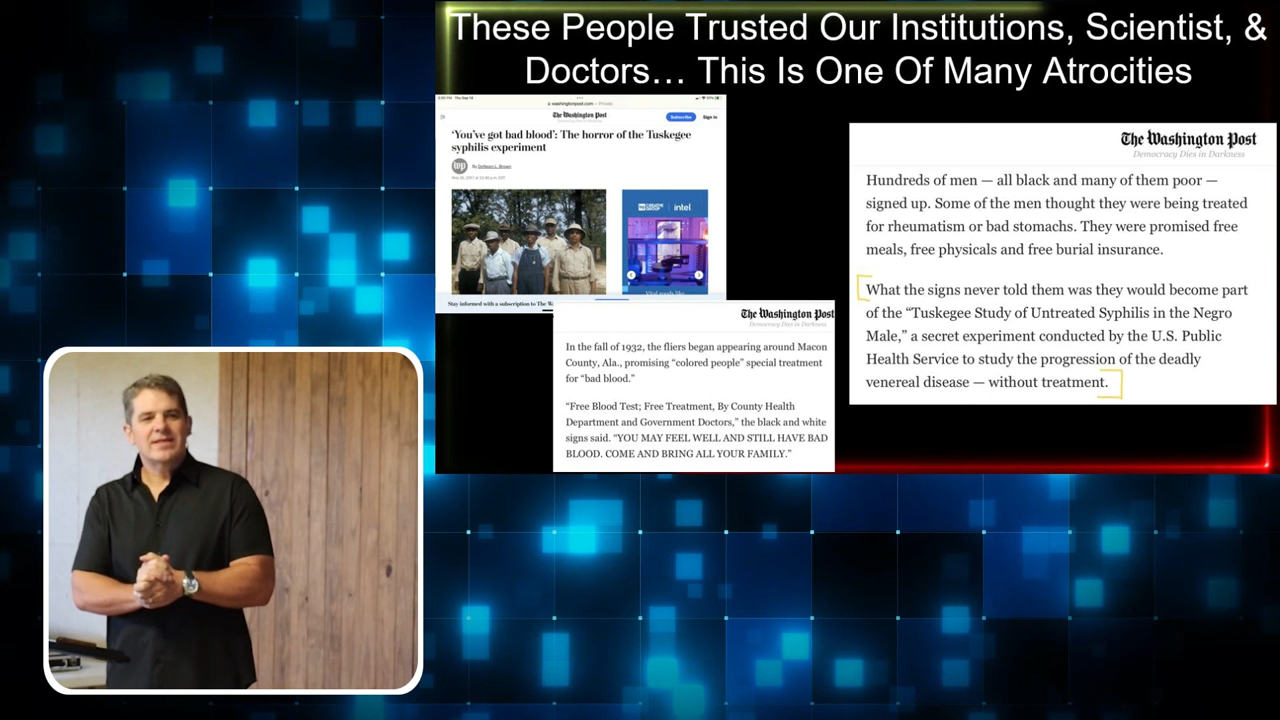 These People Trusted Our Institutions, Scientist, &
Doctors... This Is One Of Many Atrocities
washingtonpost.com — Private
The Washington Post
Democracy Dies in Darkness
Subscribe
Sign in
‘You’ve got bad blood’: The horror of the Tuskegee
syphilis experiment
wp
By DeNeen L. Brown
intel
Stay informed with a subscription to The W
The Washington Post
Democracy Dies in Darkness
In the fall of 1932, the fliers began appearing around Macon
County, Ala., promising “colored people” special treatment
for “bad blood.”
“Free Blood Test; Free Treatment, By County Health
Department and Government Doctors,” the black and white
signs said. “YOU MAY FEEL WELL AND STILL HAVE BAD
BLOOD. COME AND BRING ALL YOUR FAMILY.”
The Washington Post
Democracy Dies in Darkness
Hundreds of men — all black and many of them poor —
signed up. Some of the men thought they were being treated
for rheumatism or bad stomachs. They were promised free
meals, free physicals and free burial insurance.
What the signs never told them was they would become part
of the “Tuskegee Study of Untreated Syphilis in the Negro
Male,” a secret experiment conducted by the U.S. Public
Health Service to study the progression of the deadly
venereal disease — without treatment.